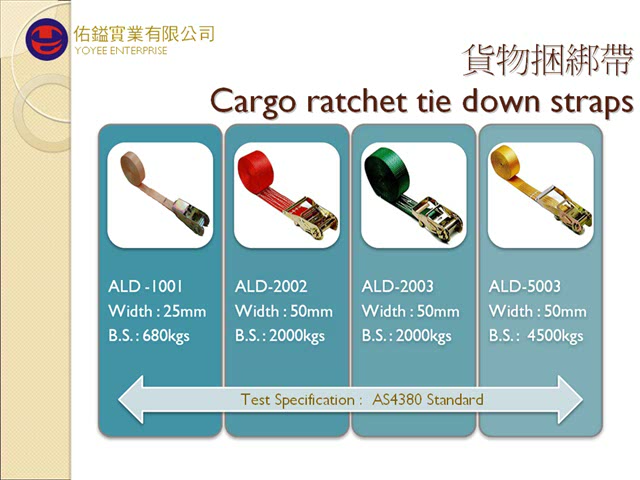 佑鎰實業有限公司
YOYEE ENTERPRISE
貨物捆綁帶
Cargo ratchet tie down straps
ALD -1001
Width : 25mm
B.S. : 680kgs
ALD-2002
Width : 50mm
B.S. : 2000kgs
ALD-2003
Width : 50mm
B.S. : 2000kgs
ALD-5003
Width : 50mm
B.S. :  4500kgs
Test Specification :  AS4380 Standard